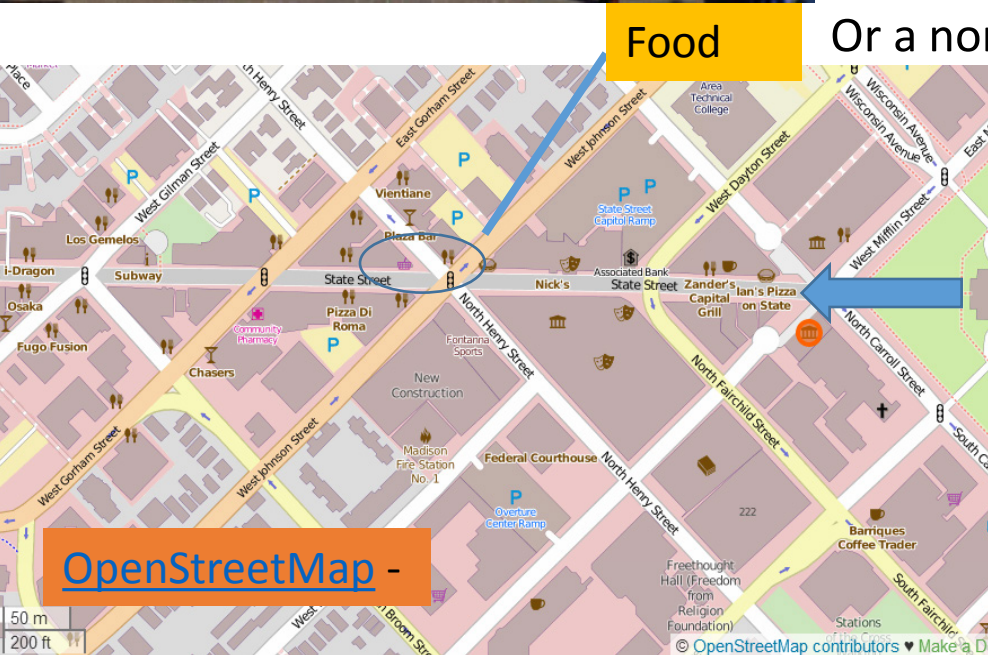 Food
Or a nor
Place
Henry Street
East Gorham Street
West Johnson Street
Area
Technical
College
Wisconsin Avenue
Wisconsin Avenue
West Gilman Street
P
P
P
P
Vientiane
Plaza Bar
P
P
State Street
Capitol Ramp
West Dayton Street
West Mifflin Street
Los Gemelos
i-Dragon
Subway
State Street
$
Associated Bank
Nick's
State Street
Zander's
Capital
Grill
Ian's Pizza
on State
Osaka
Fugo Fusion
Community
Pharmacy
Pizza Di
Roma
P
Chasers
Fontanna
Sports
North Henry Street
New
Construction
North Carroll Street
North Fairchild Street
Madison
Fire Station
No. 1
Federal Courthouse
North Henry Street
West Gorham Street
West Johnson Street
P
Overture
Center Ramp
222
Barriques
Coffee Trader
OpenStreetMap -
Freethought
Hall (Freedom
from
Religion
Foundation)
South Fairchild
Stations
of the Cross
West
Broom
50 m
200 ft
© OpenStreetMap contributors ♥ Make a D